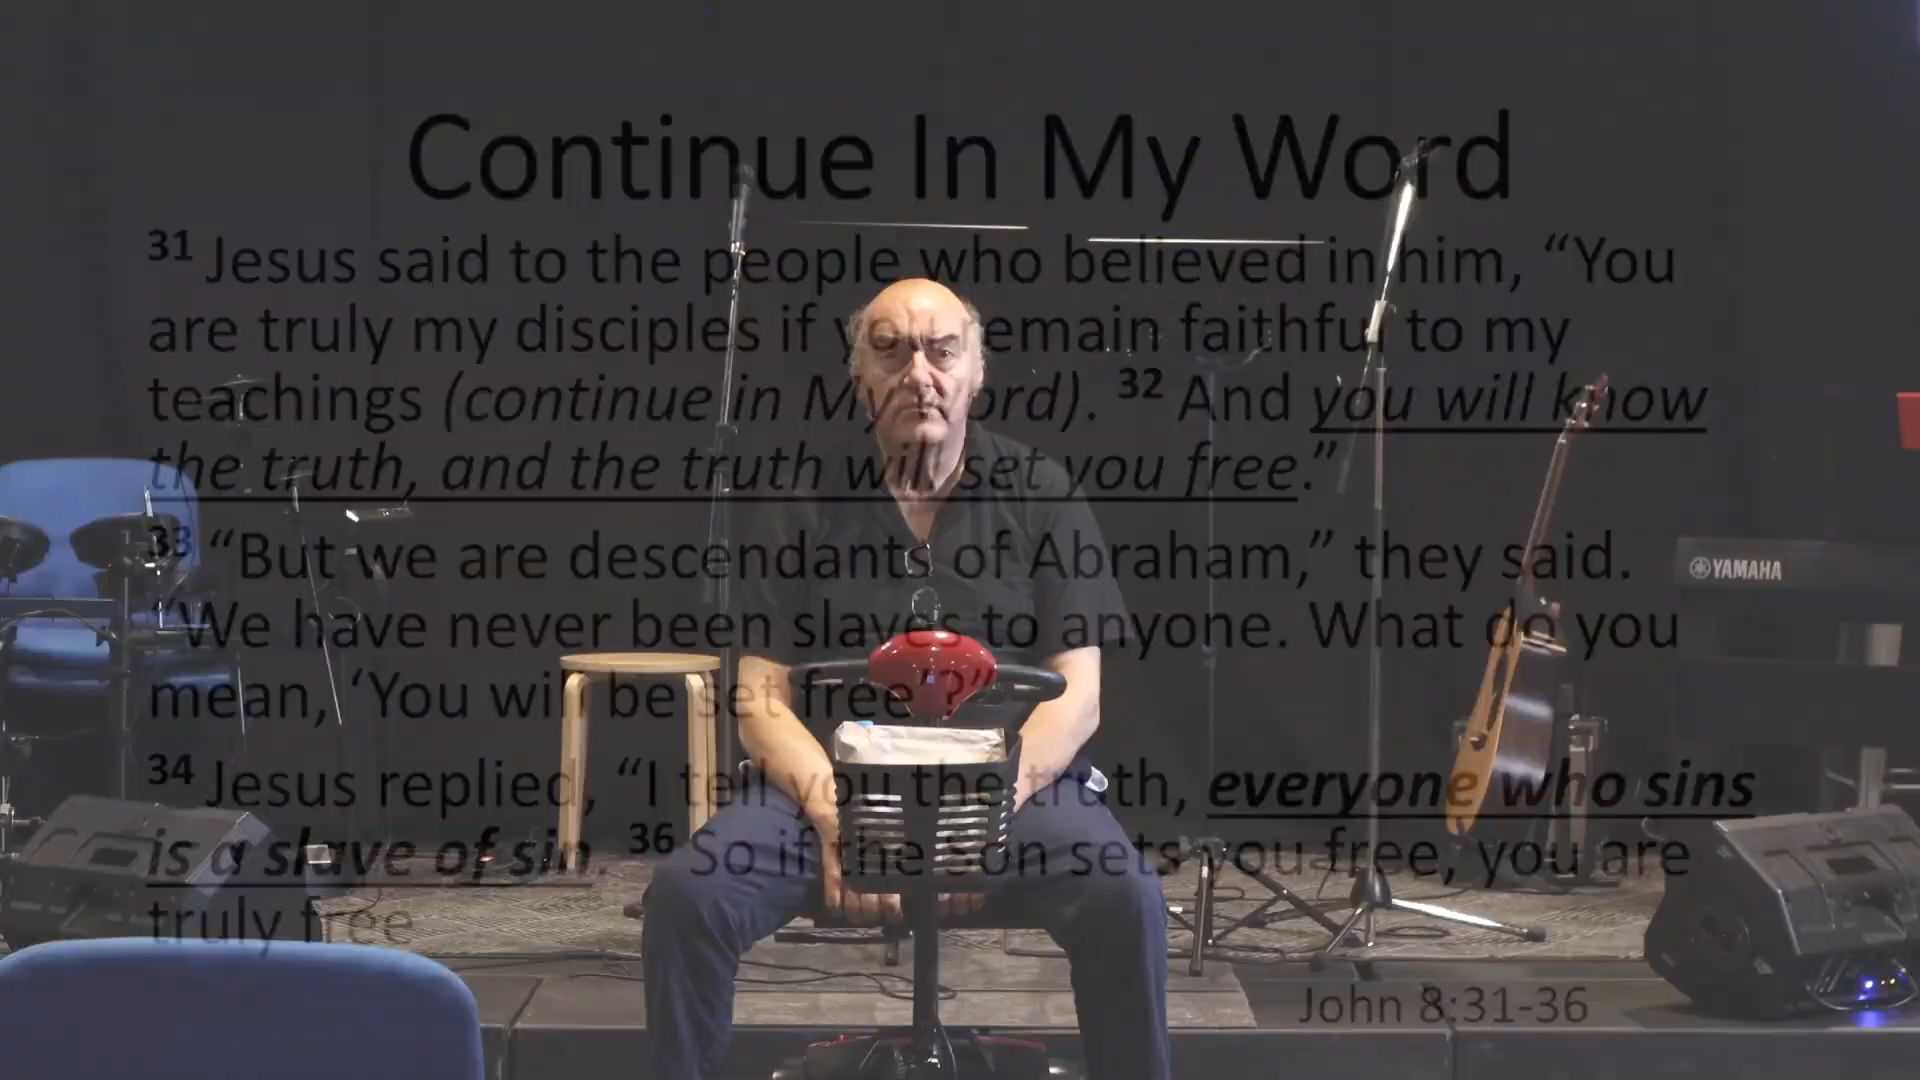 Continue In My Word
31 Jesus said to the people who believed in him, “You
are truly my disciples if you remain faithful to my
teachings (continue in My Word). 32 And you will know
the truth, and the truth will set you free.”
33 “But we are descendants of Abraham,” they said.
“We have never been slaves to anyone. What do you
mean, ‘You will be set free’?”
34 Jesus replied, “I tell you the truth, everyone who sins
is a slave of sin. 36 So if the Son sets you free, you are
truly free
John 8:31-36
YAMAHA